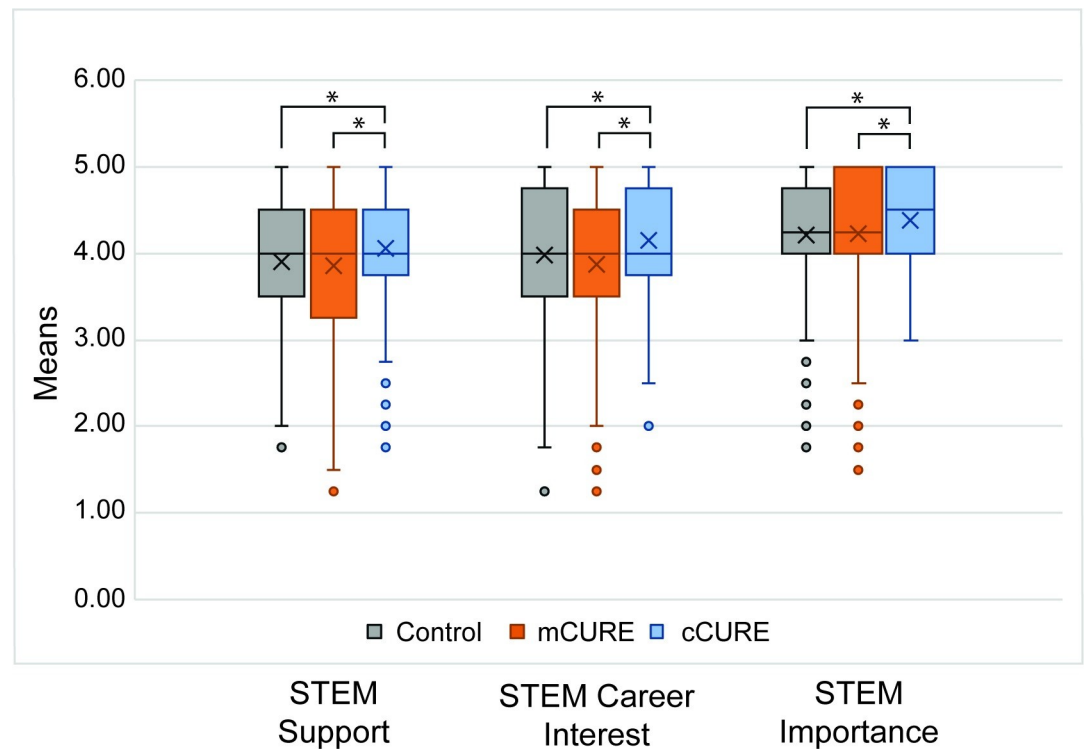 6.00
* * *
* * *
5.00
4.00
3.00
2.00
1.00
0.00
Means
Control mCURE cCURE
STEM
Support
STEM Career
Interest
STEM
Importance